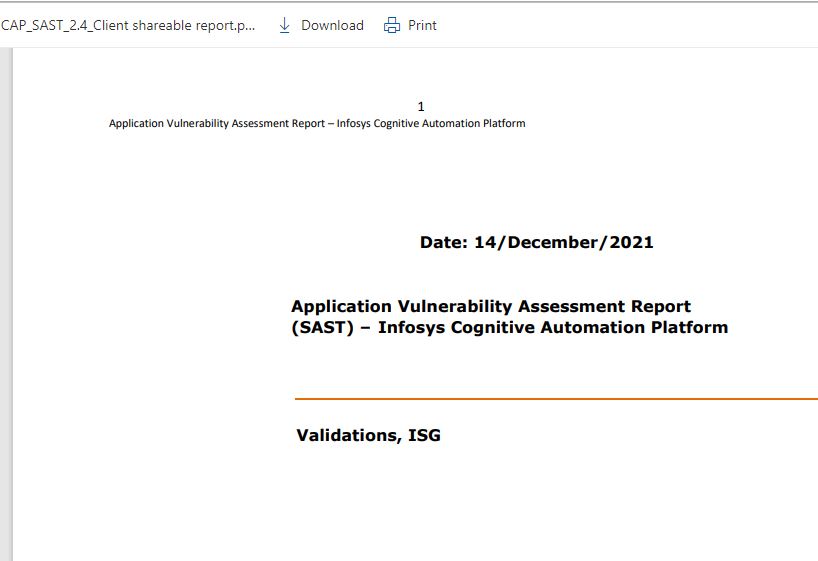 CAP_SAST_2.4_Client shareable report.p... Download Print
1
Application Vulnerability Assessment Report – Infosys Cognitive Automation Platform
Date: 14/December/2021
Application Vulnerability Assessment Report
(SAST) – Infosys Cognitive Automation Platform
Validations, ISG